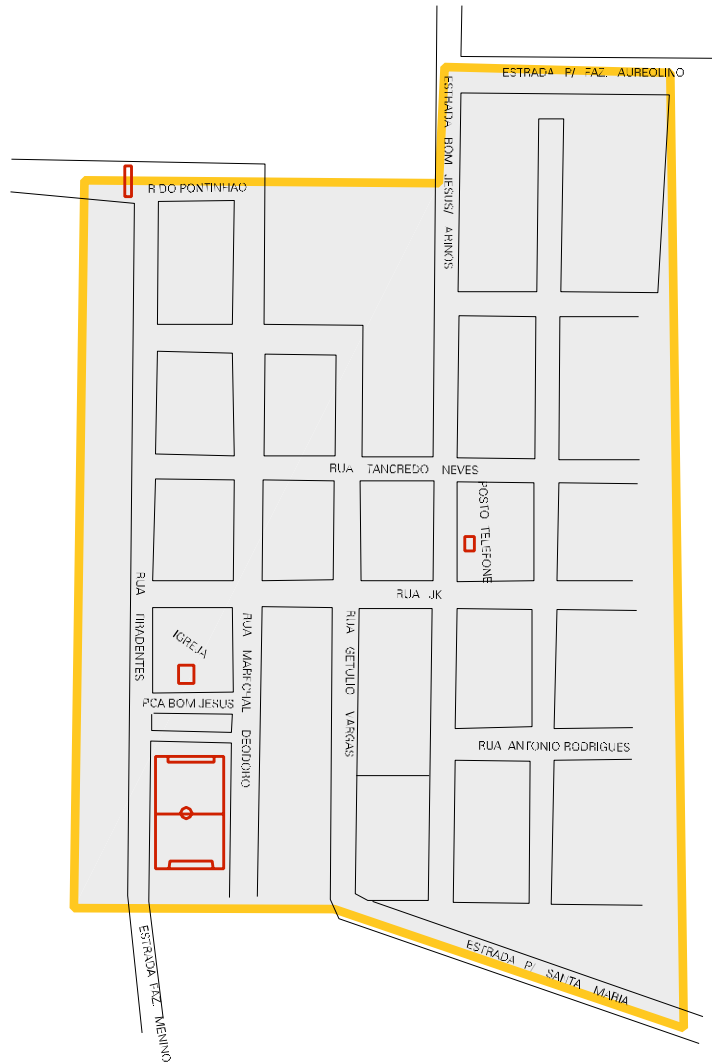 ESTRADA P/ FAZ. AUREOLINO
ESTRADA BOM JESUS/ ARINOS
R DO PONTINHAO
RUA TANCREDO NEVES
POSTO TELEFONE
RUA TIRADENTES
RUA JK
IGREJA
RUA MARECHAL DEODORO
RUA GETULIO VARGAS
PCA BOM JESUS
RUA ANTONIO RODRIGUES
ESTRADA FAZ. MENINO
ESTRADA P/ SANTA MARIA